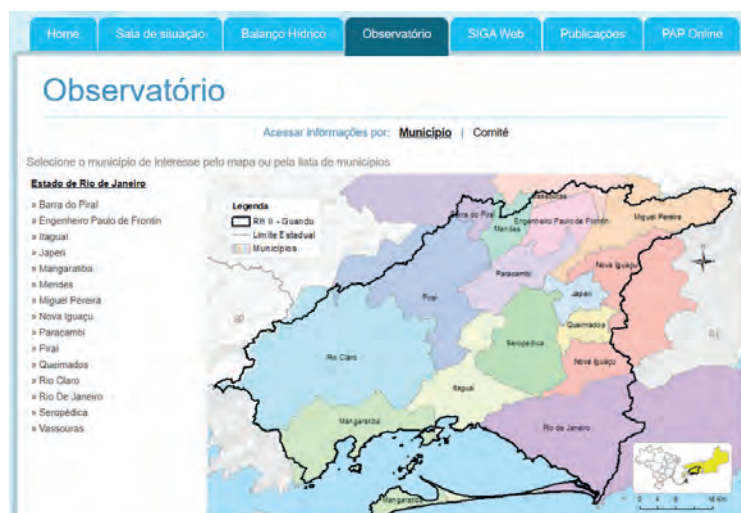 Home Sala de situação Balanço Hídrico Observatório SIGA Web Publicações PAP Online
Observatório
Acessar informações por: Município | Comitê
Selecione o município de interesse pelo mapa ou pela lista de municípios
Estado de Rio de Janeiro
» Barra do Piraí
» Engenheiro Paulo de Frontin
» Itaguaí
» Japeri
» Mangaratiba
» Mendes
» Miguel Pereira
» Nova Iguaçu
» Paracambi
» Piraí
» Queimados
» Rio Claro
» Rio De Janeiro
» Seropédica
» Vassouras
Legenda
RH II - Guandu
Limite Estadual
Municípios
Vassouras
Barra do Piraí
Mendes
Engenheiro Paulo de Frontin
Miguel Pereira
Nova Iguaçu
Paracambi
Piraí
Japeri
SP
RJ
Queimados
Seropédica
Rio Claro
Nova Iguaçu
Itaguaí
Mangaratiba
Rio de Janeiro
Mangaratiba
N